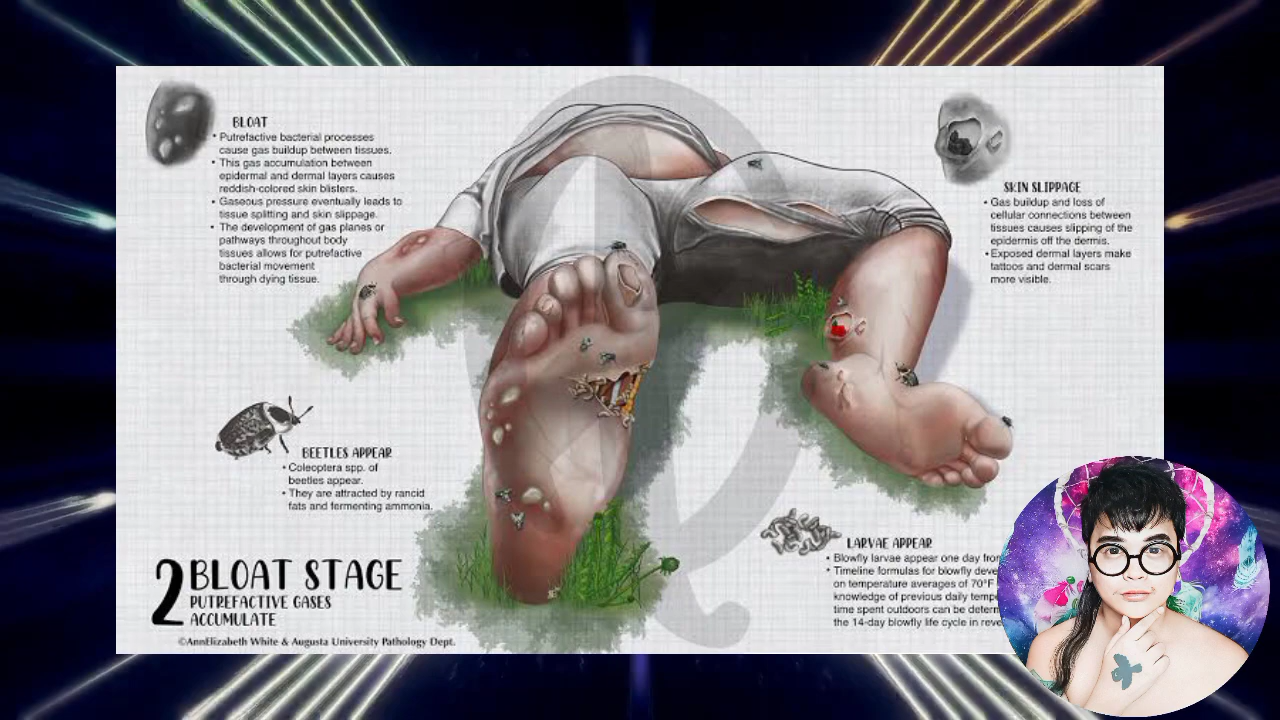 BLOAT
• Putrefactive bacterial processes
cause gas buildup between tissues.
• This gas accumulation between
epidermal and dermal layers causes
reddish-colored skin blisters.
• Gaseous pressure eventually leads to
tissue splitting and skin slippage.
• The development of gas planes or
pathways throughout body
tissues allows for putrefactive
bacterial movement
through dying tissue.
SKIN SLIPPAGE
• Gas buildup and loss of
cellular connections between
tissues causes slipping of the
epidermis off the dermis.
• Exposed dermal layers make
tattoos and dermal scars
more visible.
BEETLES APPEAR
• Coleoptera spp. of
beetles appear.
• They are attracted by rancid
fats and fermenting ammonia.
LARVAE APPEAR
• Blowfly larvae appear one day
• Timeline formulas for blowfly
on temperature averages of 70°F
knowledge of previous daily
time spent outdoors can be
the 14-day blowfly life cycle in
2 BLOAT STAGE
PUTREFACTIVE GASES
ACCUMULATE
©AnnElizabeth White & Augusta University Pathology Dept.